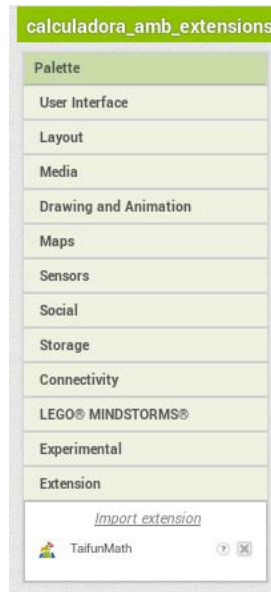 calculadora_amb_extensions
Palette
User Interface
Layout
Media
Drawing and Animation
Maps
Sensors
Social
Storage
Connectivity
LEGO® MINDSTORMS®
Experimental
Extension
Import extension
TaifunMath ?